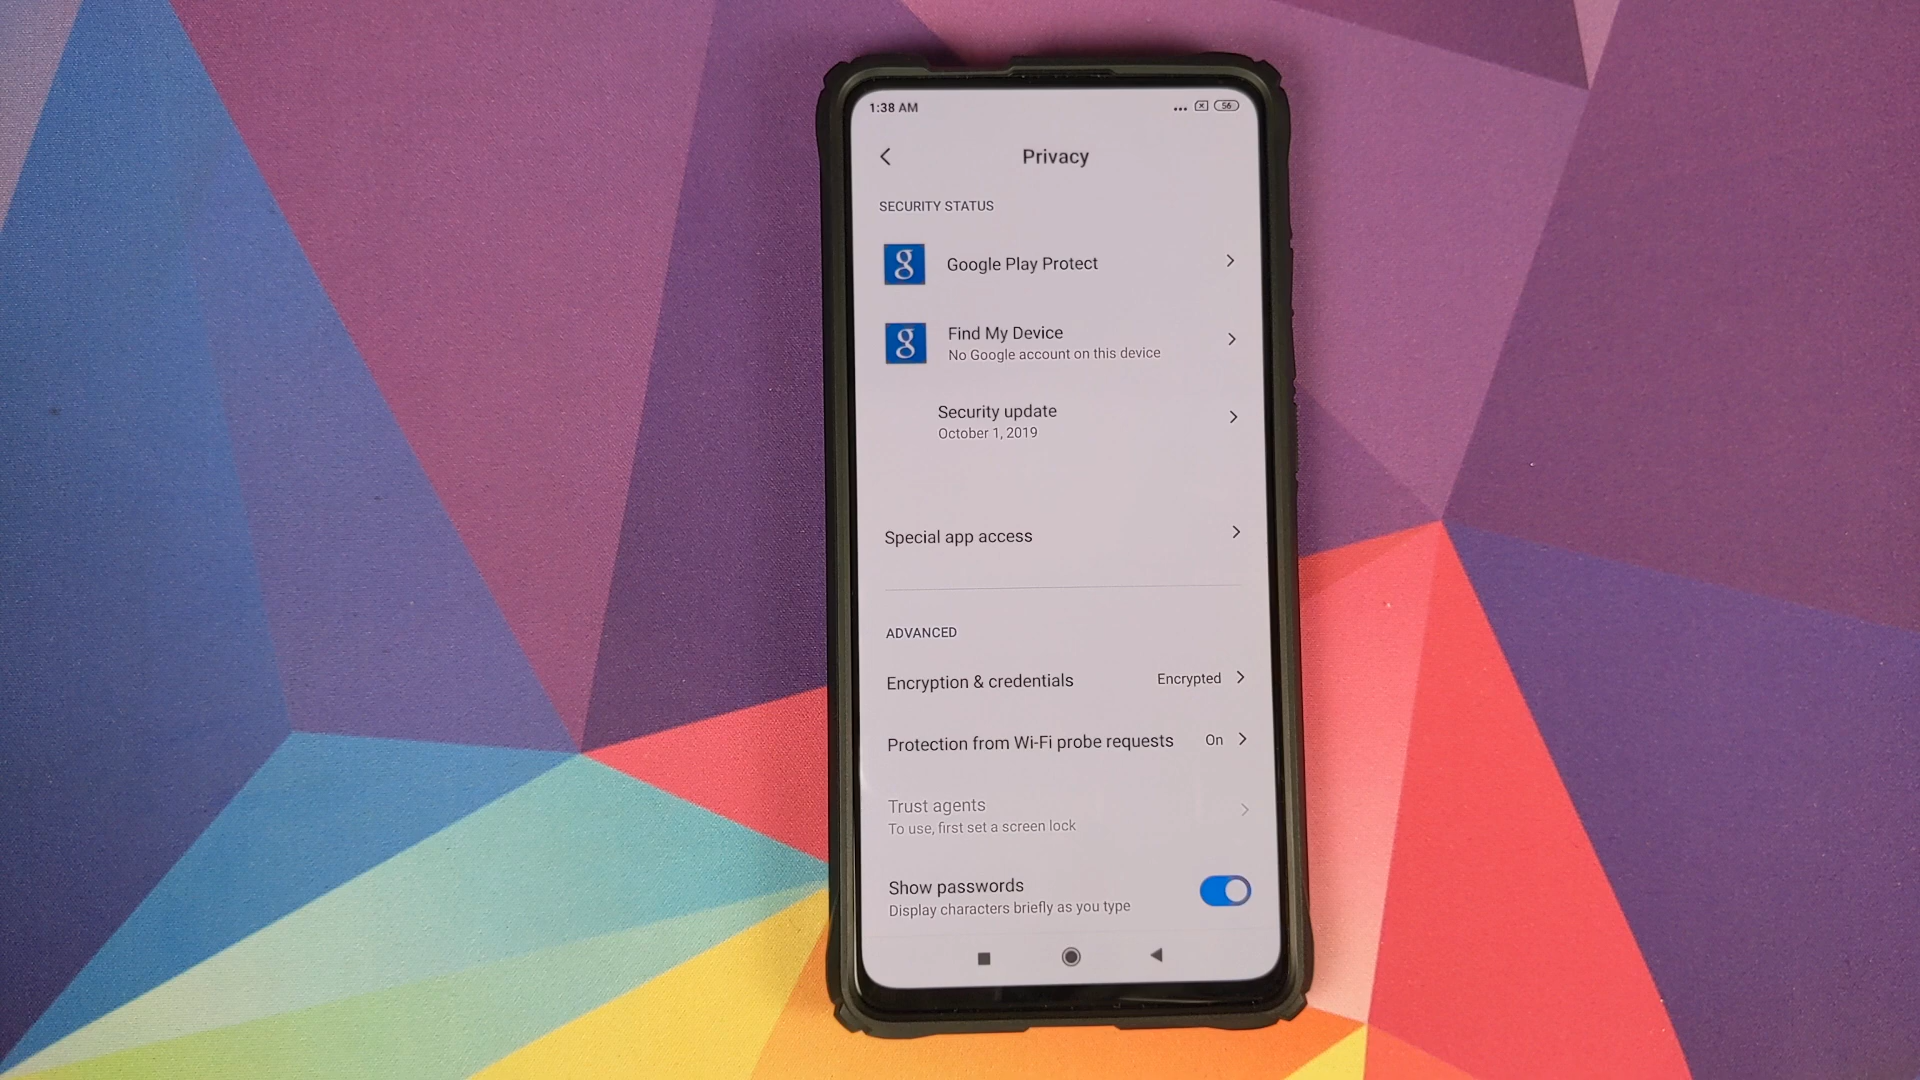 1:38 AM
56
Privacy
SECURITY STATUS
g
Google Play Protect
g
Find My Device
No Google account on this device
Security update
October 1, 2019
Special app access
ADVANCED
Encryption & credentials Encrypted
Protection from Wi-Fi probe requests On
Trust agents
To use, first set a screen lock
Show passwords
Display characters briefly as you type